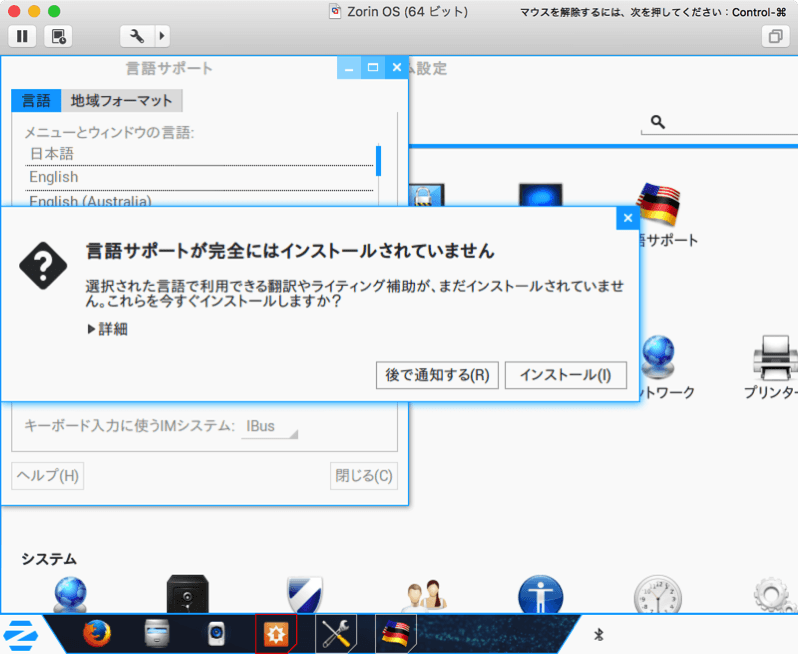 Zorin OS (64 ビット)
マウスを解除するには、次を押してください：Control-⌘
言語サポート
ム設定
言語
地域フォーマット
メニューとウィンドウの言語:
日本語
English
English (Australia)
語サポート
言語サポートが完全にはインストールされていません
選択された言語で利用できる翻訳やライティング補助が、まだインストールされていませ
ん。これらを今すぐインストールしますか？
詳細
後で通知する(R)
インストール(I)
ットワーク
プリンター
キーボード入力に使うIMシステム:
IBus
ヘルプ(H)
閉じる(C)
システム